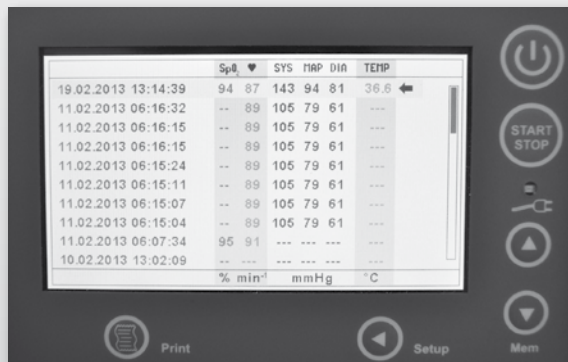 SpO₂ ♥ SYS MAP DIA TEMP
19.02.2013 13:14:39 94 87 143 94 81 36.6
11.02.2013 06:16:32 -- 89 105 79 61 ---
11.02.2013 06:16:15 -- 89 105 79 61 ---
11.02.2013 06:16:15 -- 89 105 79 61 ---
11.02.2013 06:15:24 -- 89 105 79 61 ---
11.02.2013 06:15:11 -- 89 105 79 61 ---
11.02.2013 06:15:07 -- 89 105 79 61 ---
11.02.2013 06:15:04 -- 89 105 79 61 ---
11.02.2013 06:07:34 95 91 --- --- --- ---
10.02.2013 13:02:09 -- --- --- --- --- ---
% min⁻¹ mmHg °C
START
STOP
Print
Setup
Mem